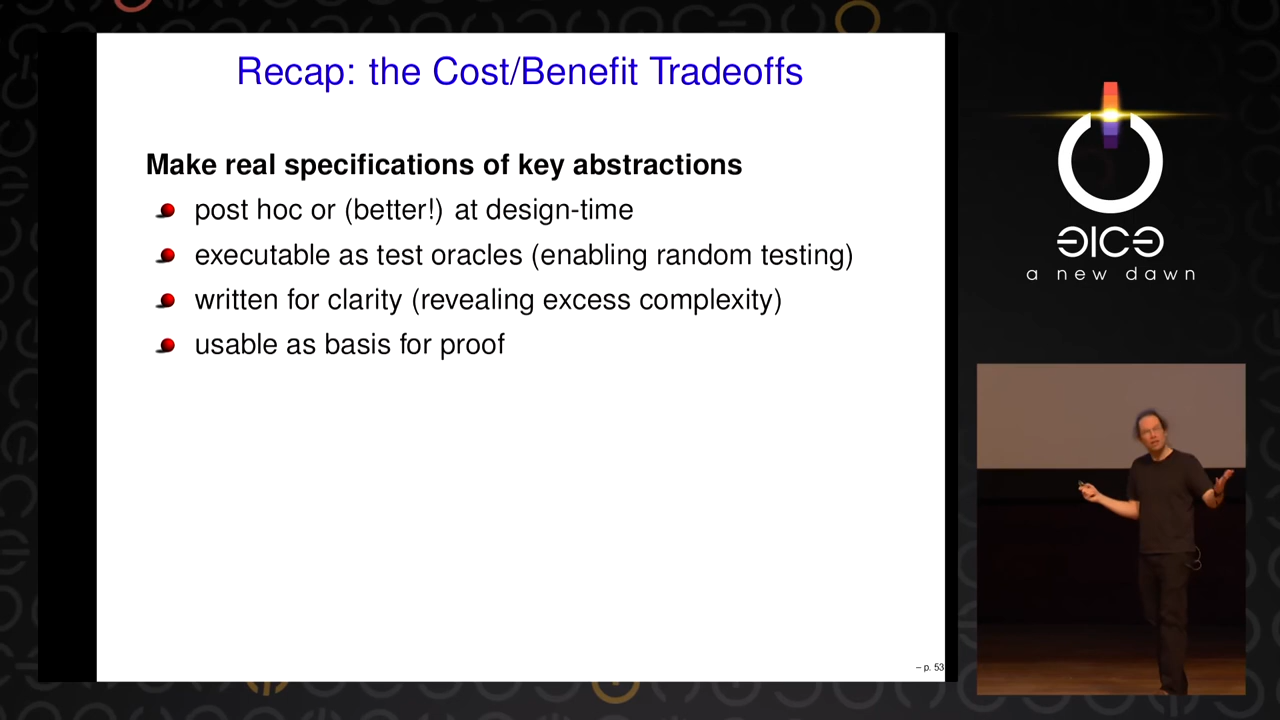 Recap: the Cost/Benefit Tradeoffs
Make real specifications of key abstractions
post hoc or (better!) at design-time
executable as test oracles (enabling random testing)
written for clarity (revealing excess complexity)
usable as basis for proof
– p. 53
a new dawn